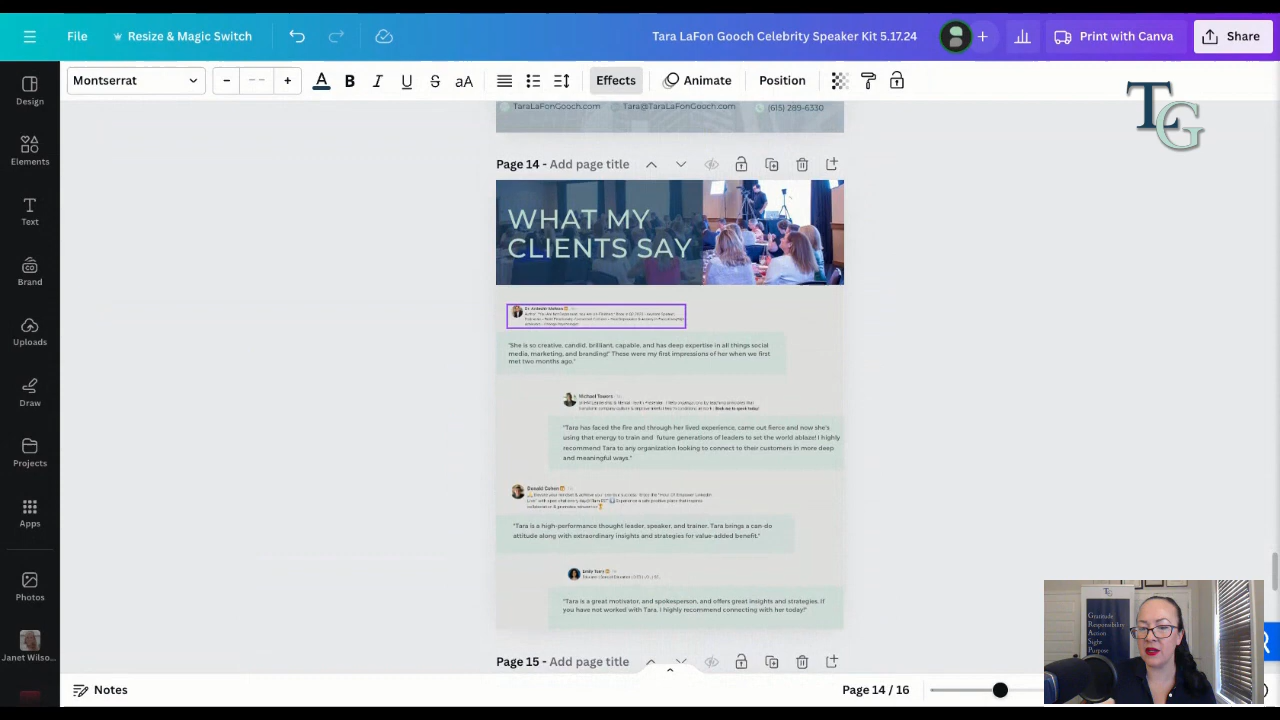 File
Resize & Magic Switch
Tara LaFon Gooch Celebrity Speaker Kit 5.17.24
Print with Canva
Share
Montserrat
A B I U S aA
Effects
Animate
Position
TLG
Design
Elements
Text
Brand
Uploads
Draw
Projects
Apps
Photos
Janet Wilso...
TaraLaFonGooch.com
Tara@TaraLaFonGooch.com
(615) 289-6330
Page 14 - Add page title
WHAT MY
CLIENTS SAY
"She is so creative, candid, brilliant, capable, and has deep expertise in all things social
media, marketing, and branding!" These were my first impressions of her when we first
met two months ago."
Michael Towers
"Tara has faced the fire and through her lived experience, came out fierce and now she's
using that energy to train and future generations of leaders to set the world ablaze! I highly
recommend Tara to any organization looking to connect to their customers in more deep
and meaningful ways."
Donald Cohen
"Tara is a high-performance thought leader, speaker, and trainer. Tara brings a can-do
attitude along with extraordinary insights and strategies for value-added benefit."
"Tara is a great motivator, and spokesperson, and offers great insights and strategies. If
you have not worked with Tara. I highly recommend connecting with her today!"
Page 15 - Add page title
Notes
Page 14 / 16
Gratitude
Responsibility
Action
Sight
Purpose